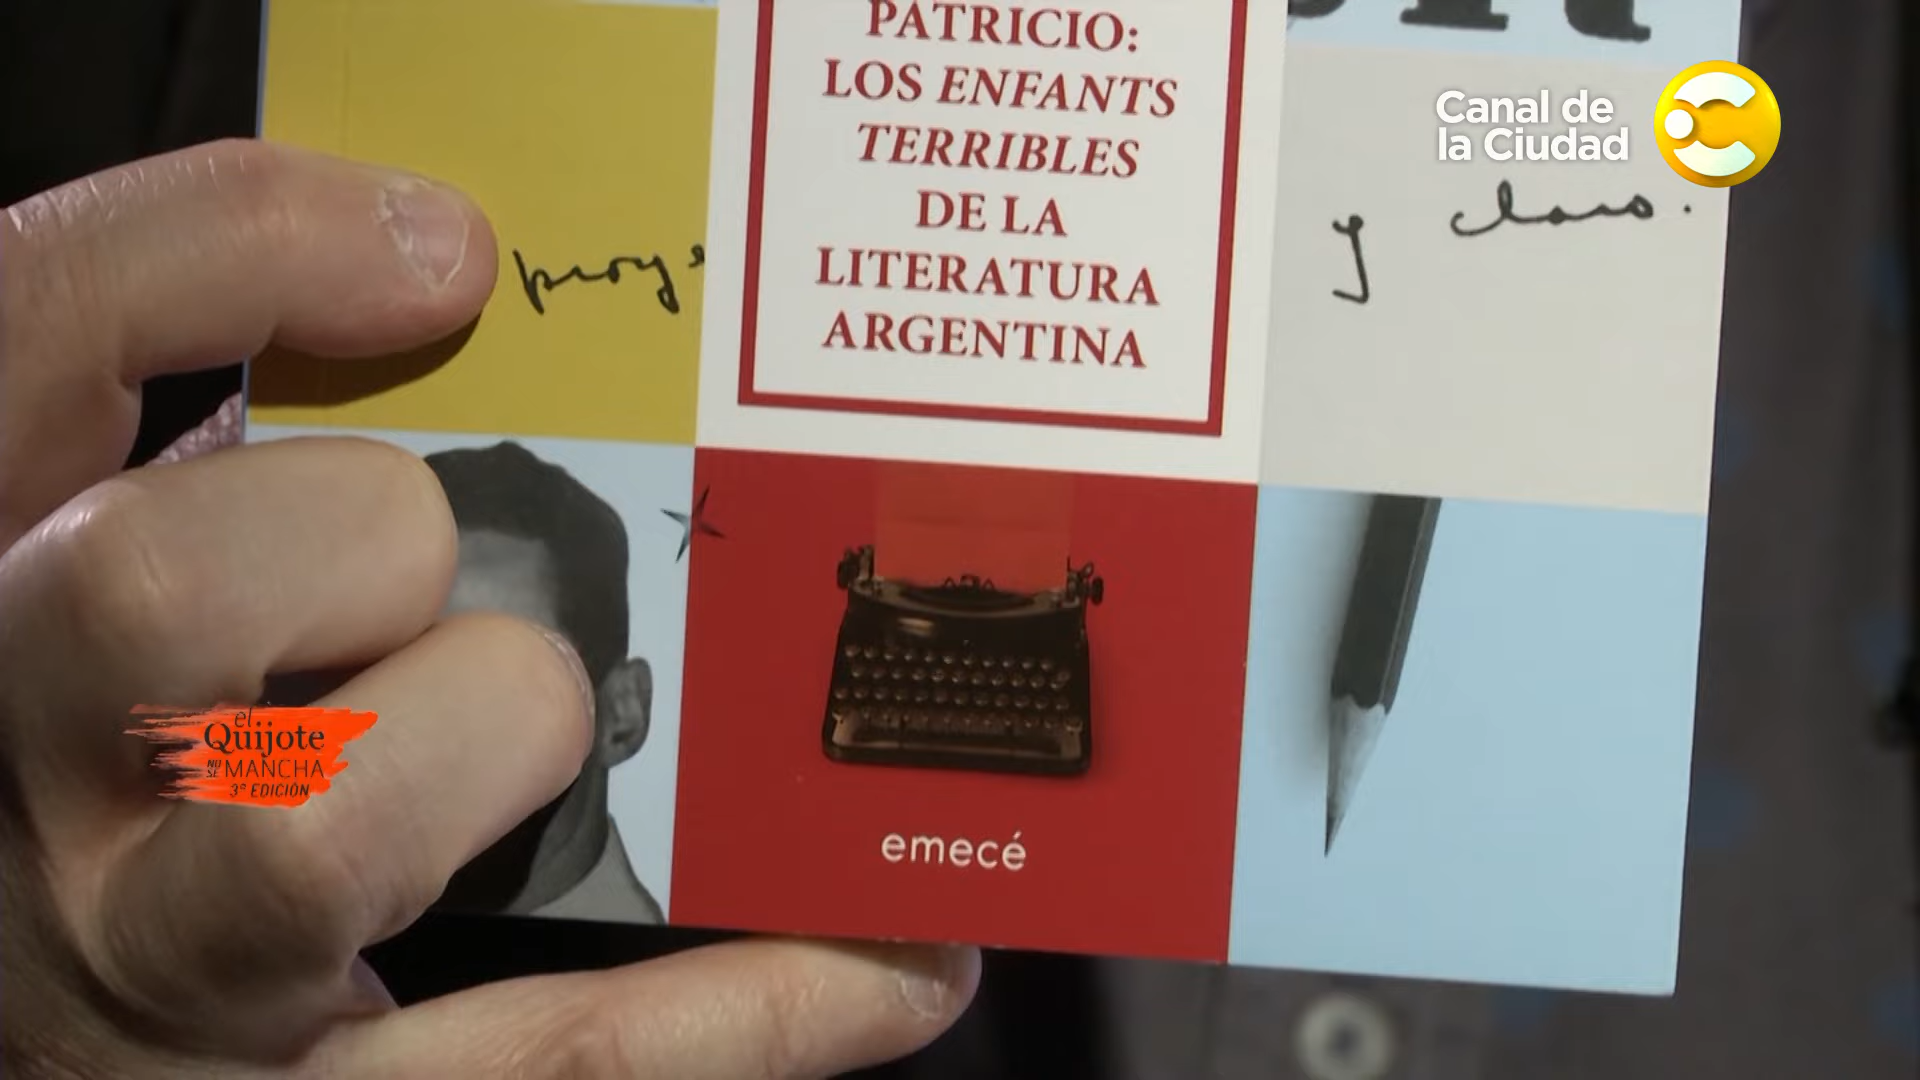 PATRICIO:
LOS ENFANTS
TERRIBLES
DE LA
LITERATURA
ARGENTINA
Canal de
la Ciudad
y claro.
el
Quijote
NO SE MANCHA
3° EDICIÓN
emecé